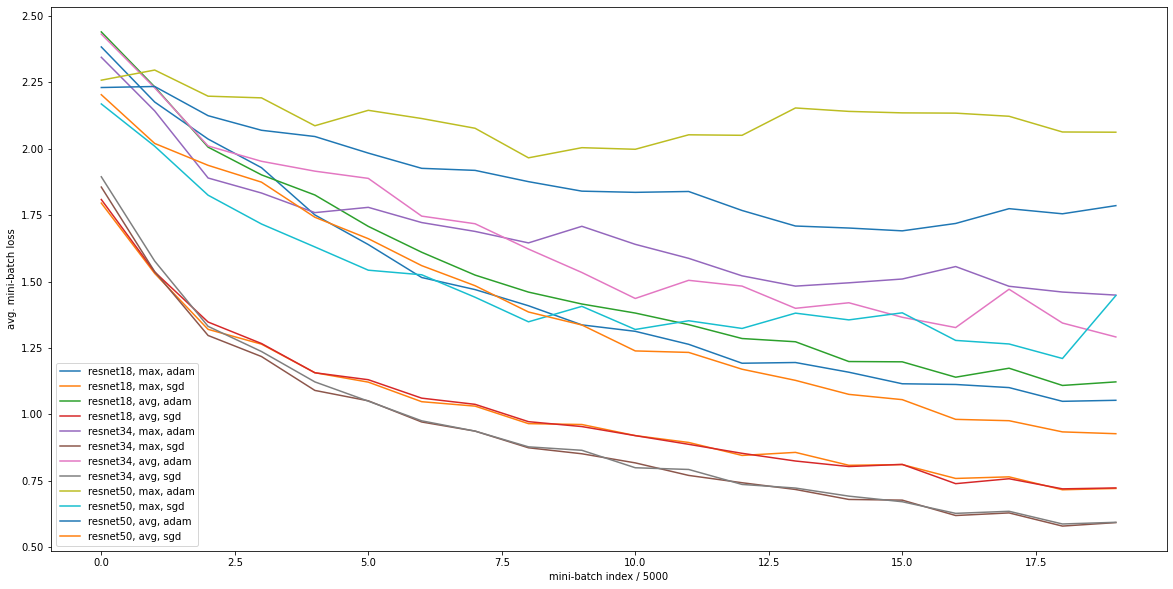 2.50
2.25
2.00
1.75
1.50
1.25
1.00
0.75
0.50
avg. mini-batch loss
resnet18, max, adam
resnet18, max, sgd
resnet18, avg, adam
resnet18, avg, sgd
resnet34, max, adam
resnet34, max, sgd
resnet34, avg, adam
resnet34, avg, sgd
resnet50, max, adam
resnet50, max, sgd
resnet50, avg, adam
resnet50, avg, sgd
0.0 2.5 5.0 7.5 10.0 12.5 15.0 17.5
mini-batch index / 5000